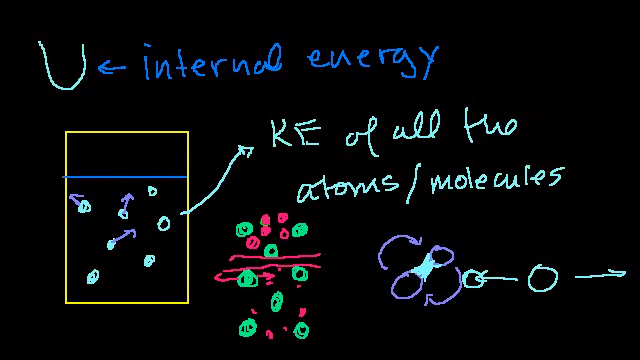 U ← internal energy
KE of all the
atoms/molecules